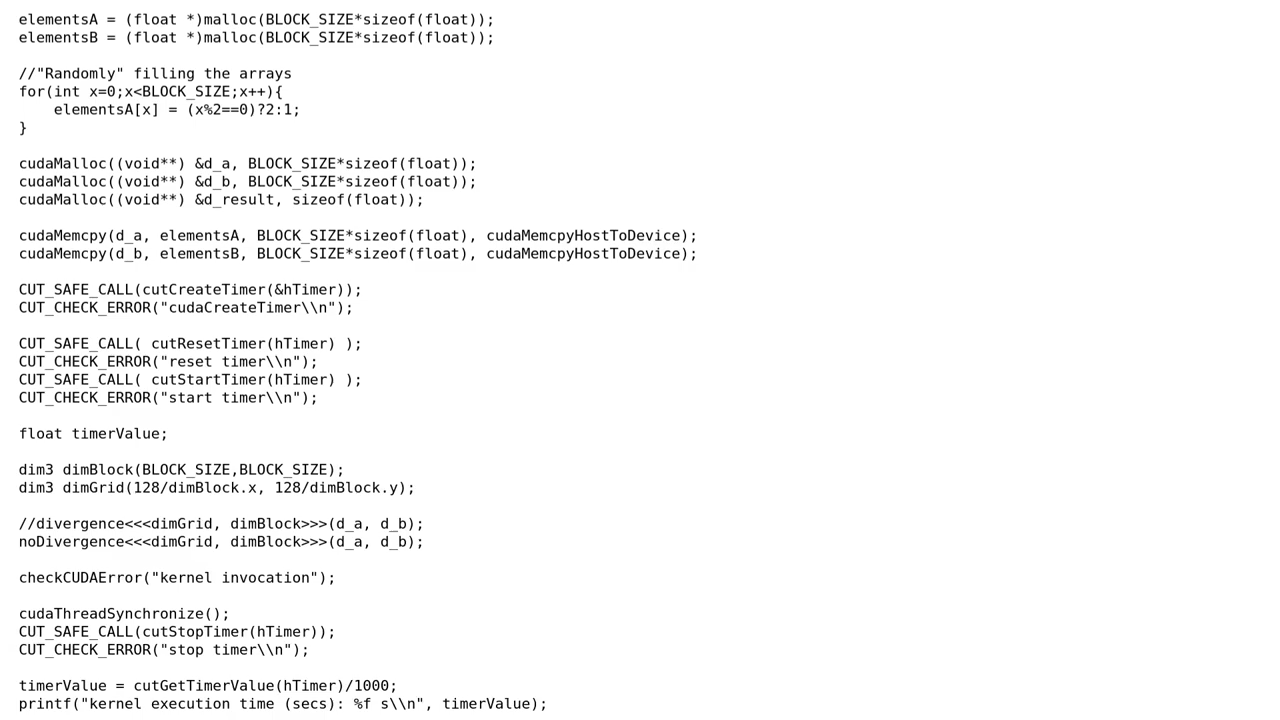 elementsA = (float *)malloc(BLOCK_SIZE*sizeof(float));
elementsB = (float *)malloc(BLOCK_SIZE*sizeof(float));
//"Randomly" filling the arrays
for(int x=0;x<BLOCK_SIZE;x++){
    elementsA[x] = (x%2==0)?2:1;
}
cudaMalloc((void**) &d_a, BLOCK_SIZE*sizeof(float));
cudaMalloc((void**) &d_b, BLOCK_SIZE*sizeof(float));
cudaMalloc((void**) &d_result, sizeof(float));
cudaMemcpy(d_a, elementsA, BLOCK_SIZE*sizeof(float), cudaMemcpyHostToDevice);
cudaMemcpy(d_b, elementsB, BLOCK_SIZE*sizeof(float), cudaMemcpyHostToDevice);
CUT_SAFE_CALL(cutCreateTimer(&hTimer));
CUT_CHECK_ERROR("cudaCreateTimer\\n");
CUT_SAFE_CALL( cutResetTimer(hTimer) );
CUT_CHECK_ERROR("reset timer\\n");
CUT_SAFE_CALL( cutStartTimer(hTimer) );
CUT_CHECK_ERROR("start timer\\n");
float timerValue;
dim3 dimBlock(BLOCK_SIZE,BLOCK_SIZE);
dim3 dimGrid(128/dimBlock.x, 128/dimBlock.y);
//divergence<<<dimGrid, dimBlock>>>(d_a, d_b);
noDivergence<<<dimGrid, dimBlock>>>(d_a, d_b);
checkCUDAError("kernel invocation");
cudaThreadSynchronize();
CUT_SAFE_CALL(cutStopTimer(hTimer));
CUT_CHECK_ERROR("stop timer\\n");
timerValue = cutGetTimerValue(hTimer)/1000;
printf("kernel execution time (secs): %f s\\n", timerValue);